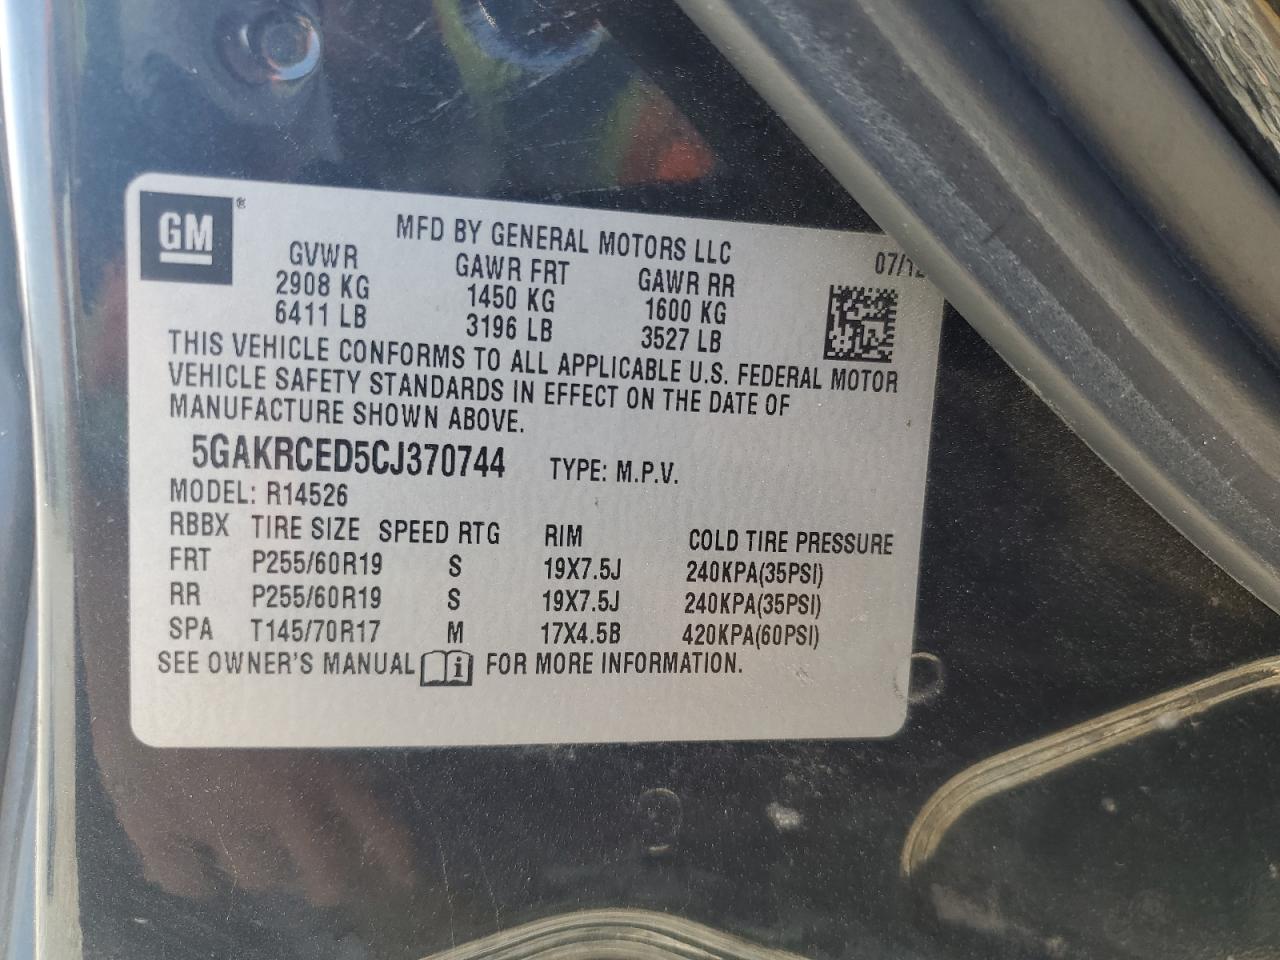 GM ®
MFD BY GENERAL MOTORS LLC
07/12
GVWR GAWR FRT GAWR RR
2908 KG 1450 KG 1600 KG
6411 LB 3196 LB 3527 LB
THIS VEHICLE CONFORMS TO ALL APPLICABLE U.S. FEDERAL MOTOR
VEHICLE SAFETY STANDARDS IN EFFECT ON THE DATE OF
MANUFACTURE SHOWN ABOVE.
5GAKRCED5CJ370744 TYPE: M.P.V.
MODEL: R14526
RBBX TIRE SIZE SPEED RTG RIM COLD TIRE PRESSURE
FRT P255/60R19 S 19X7.5J 240KPA(35PSI)
RR P255/60R19 S 19X7.5J 240KPA(35PSI)
SPA T145/70R17 M 17X4.5B 420KPA(60PSI)
SEE OWNER'S MANUAL i FOR MORE INFORMATION.